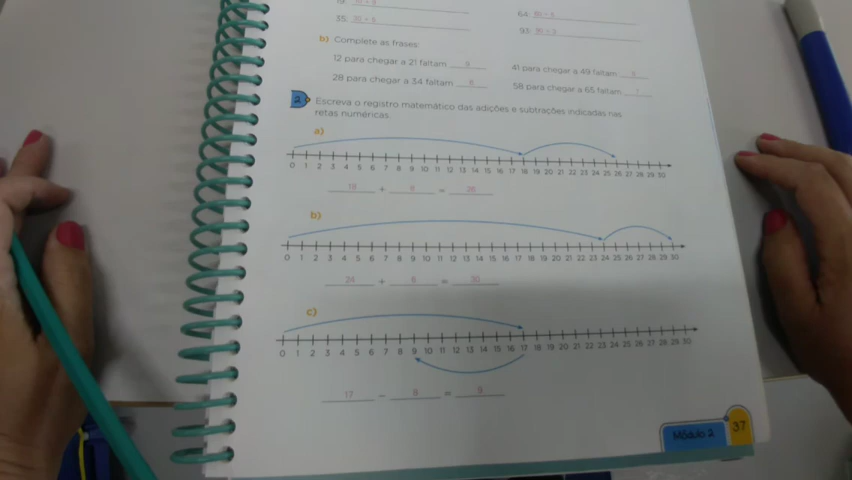 35:
64: 60 + 4
93:
b) Complete as frases:
12 para chegar a 21 faltam
41 para chegar a 49 faltam
28 para chegar a 34 faltam 6
58 para chegar a 65 faltam
2 Escreva o registro matemático das adições e subtrações indicadas nas
retas numéricas.
a)
0 1 2 3 4 5 6 7 8 9 10 11 12 13 14 15 16 17 18 19 20 21 22 23 24 25 26 27 28 29 30
18 + 8 = 26
b)
0 1 2 3 4 5 6 7 8 9 10 11 12 13 14 15 16 17 18 19 20 21 22 23 24 25 26 27 28 29 30
24 + 6 = 30
c)
0 1 2 3 4 5 6 7 8 9 10 11 12 13 14 15 16 17 18 19 20 21 22 23 24 25 26 27 28 29 30
17 - 8 = 9
Módulo 2 37